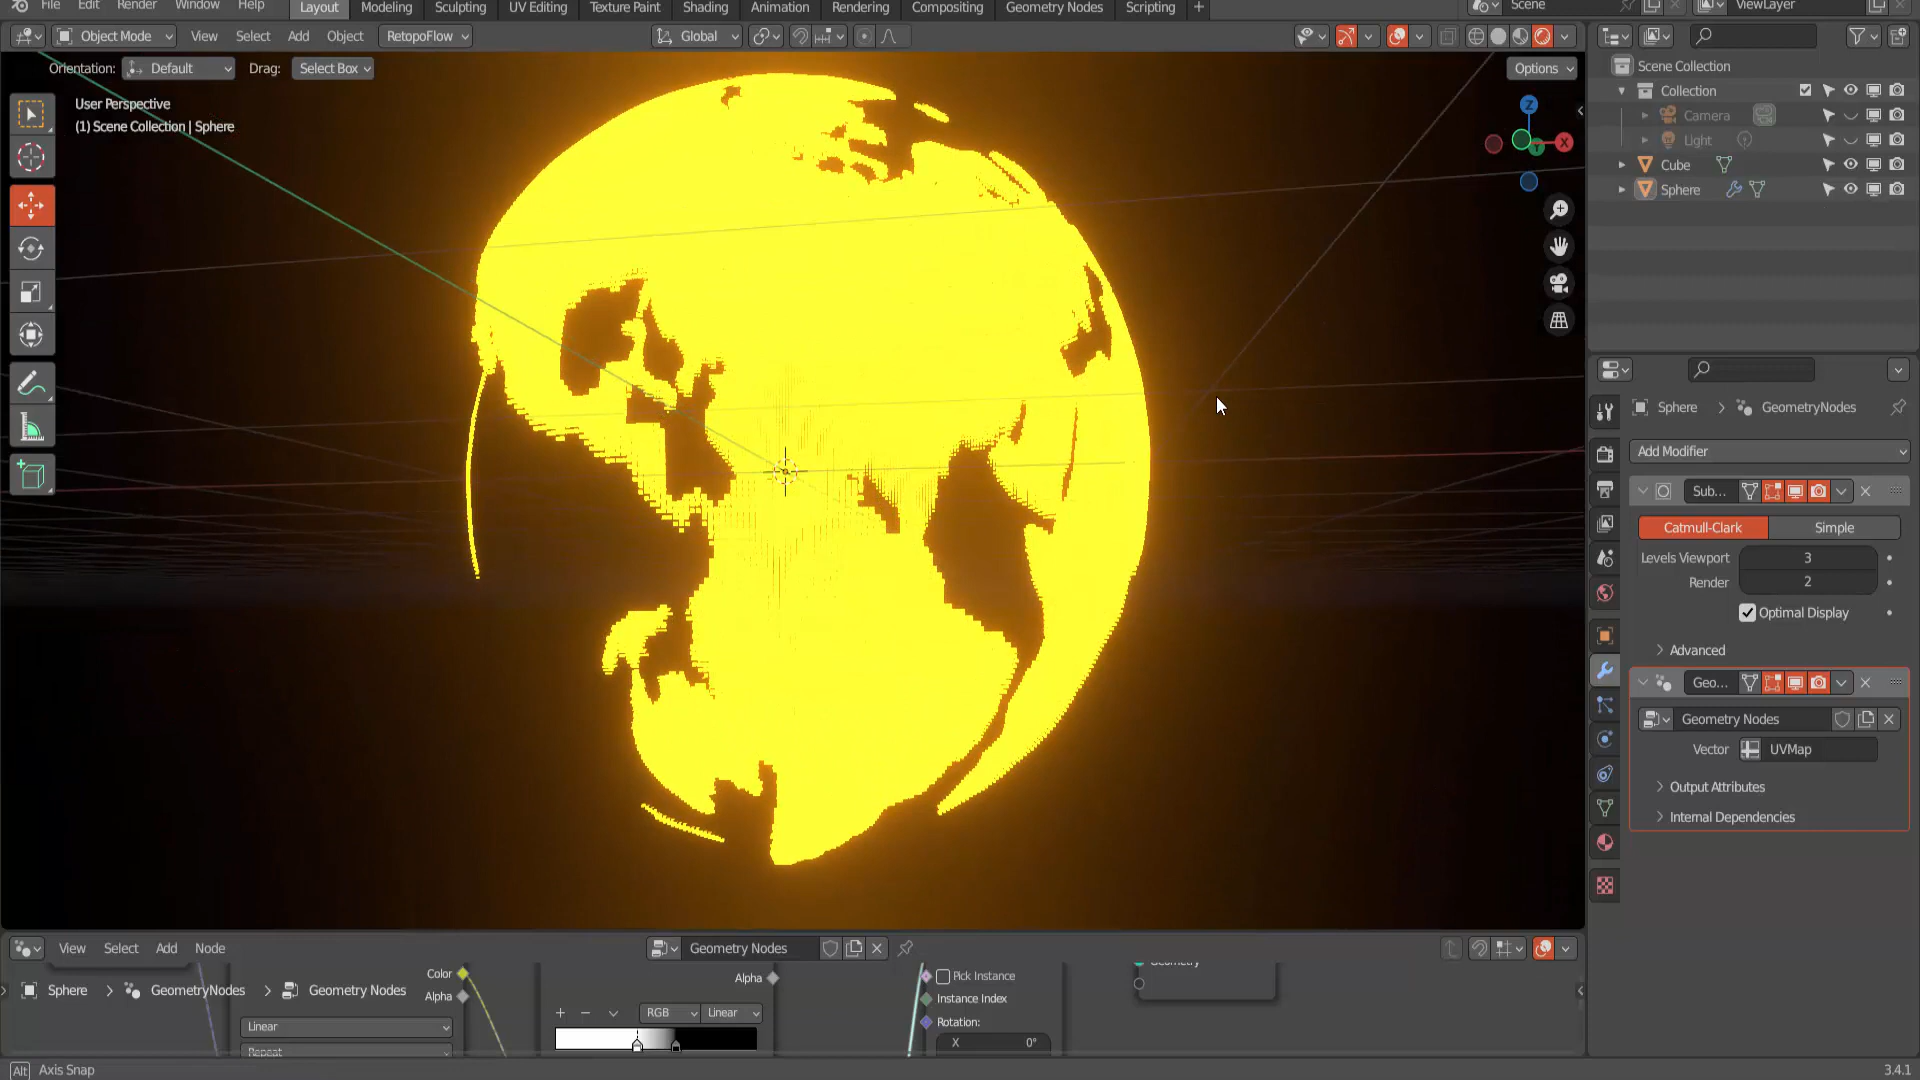 File Edit Render Window Help Layout Modeling Sculpting UV Editing Texture Paint Shading Animation Rendering Compositing Geometry Nodes Scripting + Scene ViewLayer
Object Mode View Select Add Object RetopoFlow Global
Orientation: Default Drag: Select Box Options
User Perspective
(1) Scene Collection | Sphere
Z
X
Y
Scene Collection
Collection
Camera
Light
Cube
Sphere
Sphere > GeometryNodes
Add Modifier
Sub...
Catmull-Clark Simple
Levels Viewport 3
Render 2
Optimal Display
Advanced
Geo...
Geometry Nodes
Vector UVMap
Output Attributes
Internal Dependencies
View Select Add Node Geometry Nodes
Color
Alpha
Sphere > GeometryNodes > Geometry Nodes
Linear
Repeat
Alpha
+ − RGB Linear
Pick Instance
Instance Index
Rotation:
X 0°
Geometry
Alt Axis Snap
3.4.1